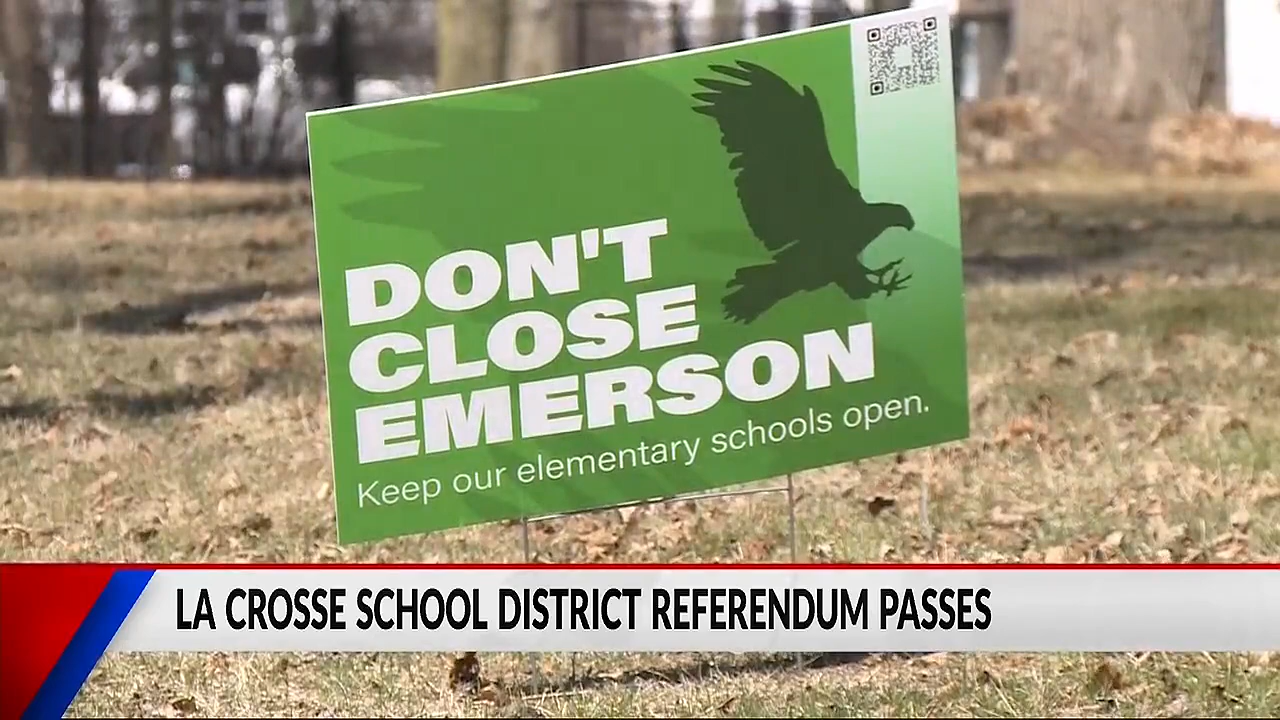 DON'T
CLOSE
EMERSON
Keep our elementary schools open.
LA CROSSE SCHOOL DISTRICT REFERENDUM PASSES